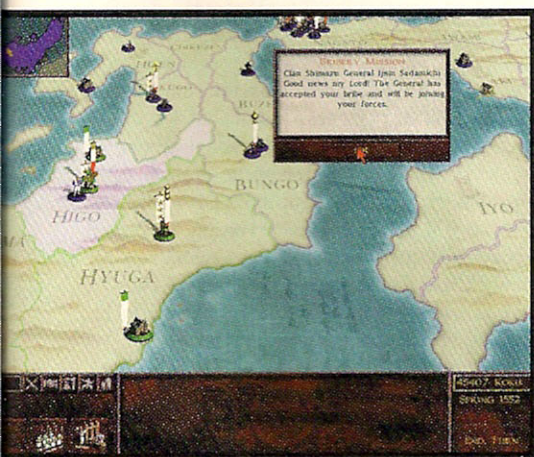 BRIBERY MISSION
Clan Shimazu General Ijuin Sadamichi
Good news my Lord! The General has
accepted your bribe and will be joining
your forces.
BUNGO
IYO
HIGO
HYUGA
45407 KOKU
SPRING 1552
END TURN